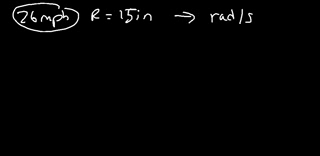 26mph R = 15in → rad/s